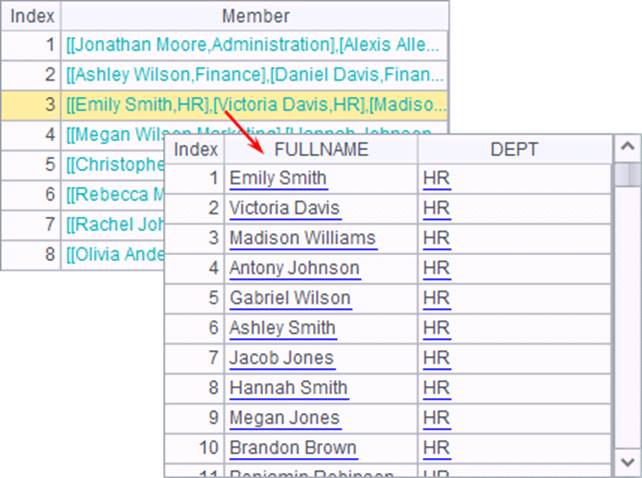 Index Member
1 [[Jonathan Moore,Administration],[Alexis Alle...
2 [[Ashley Wilson,Finance],[Daniel Davis,Finan...
3 [[Emily Smith,HR],[Victoria Davis,HR],[Madiso...
4 [[Megan Wilson,Marketing],[Hannah Johnson
5 [[Christophe
6 [[Rebecca M
7 [[Rachel Joh
8 [[Olivia Ande
Index FULLNAME DEPT
1 Emily Smith HR
2 Victoria Davis HR
3 Madison Williams HR
4 Antony Johnson HR
5 Gabriel Wilson HR
6 Ashley Smith HR
7 Jacob Jones HR
8 Hannah Smith HR
9 Megan Jones HR
10 Brandon Brown HR
11 Benjamin Robinson HR